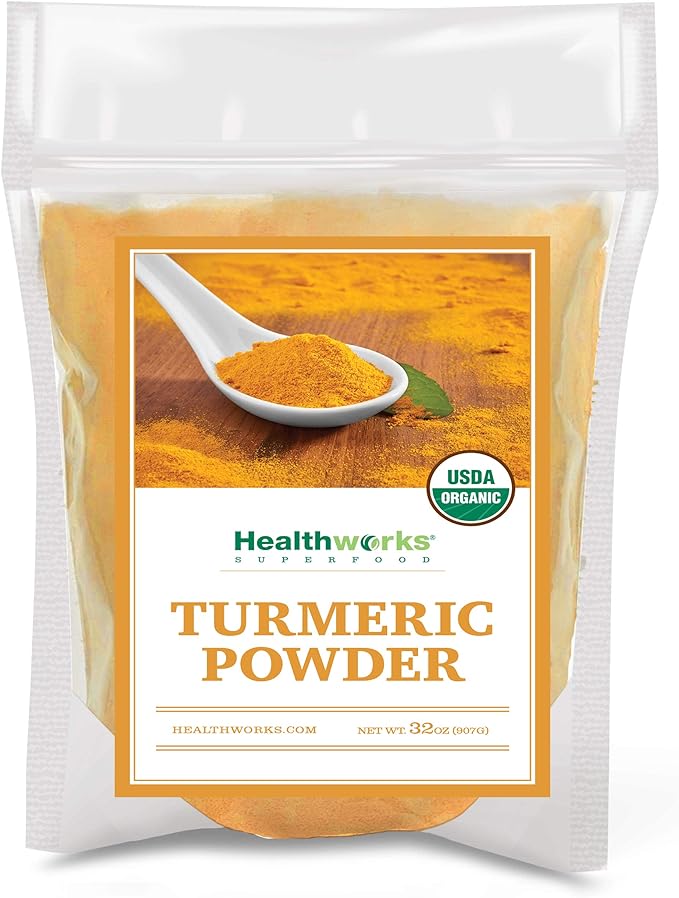 USDA
ORGANIC
Healthworks®
SUPERFOOD
TURMERIC
POWDER
HEALTHWORKS.COM NET WT. 32OZ (907G)